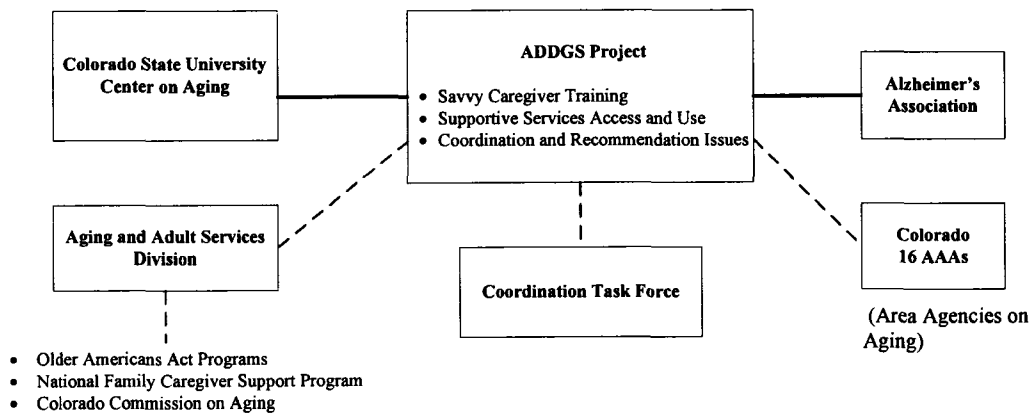 Colorado State University
Center on Aging
ADDGS Project
• Savvy Caregiver Training
• Supportive Services Access and Use
• Coordination and Recommendation Issues
Alzheimer's
Association
Aging and Adult Services
Division
Coordination Task Force
Colorado
16 AAAs
(Area Agencies on
Aging)
• Older Americans Act Programs
• National Family Caregiver Support Program
• Colorado Commission on Aging